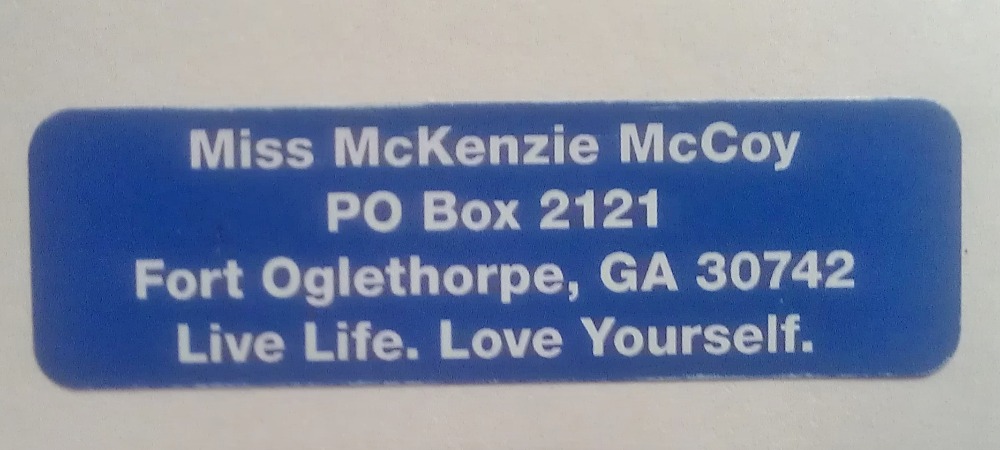 Miss McKenzie McCoy
PO Box 2121
Fort Oglethorpe, GA 30742
Live Life. Love Yourself.